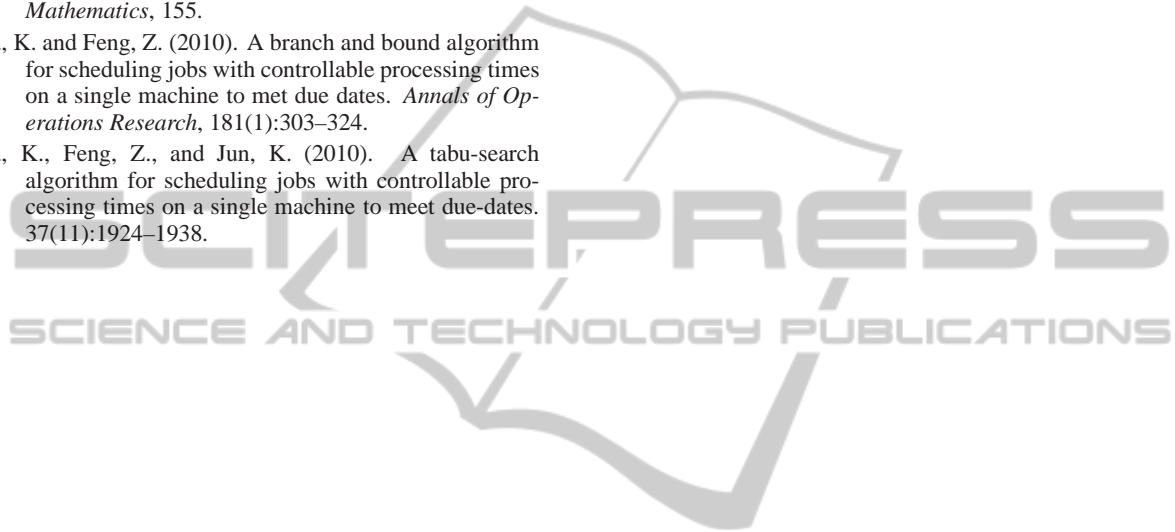 Mathematics, 155.
, K. and Feng, Z. (2010). A branch and bound algorithm
for scheduling jobs with controllable processing times
on a single machine to met due dates. Annals of Op-
erations Research, 181(1):303–324.
, K., Feng, Z., and Jun, K. (2010). A tabu-search
algorithm for scheduling jobs with controllable pro-
cessing times on a single machine to meet due-dates.
37(11):1924–1938.
SCITEPRESS
SCIENCE AND TECHNOLOGY PUBLICATIONS